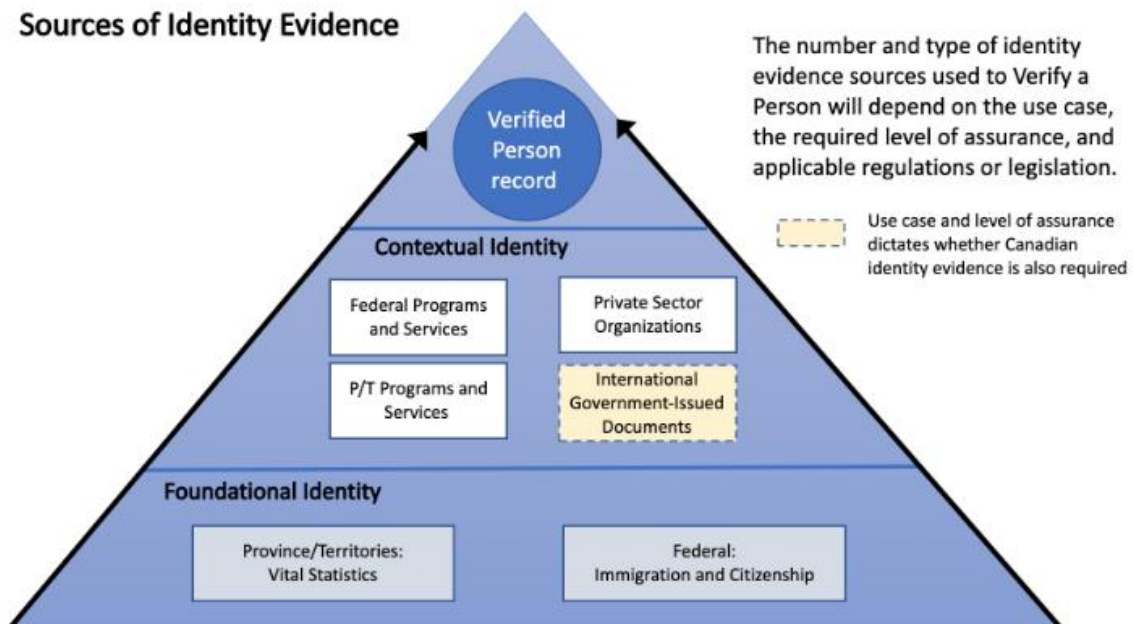 Sources of Identity Evidence
The number and type of identity
evidence sources used to Verify a
Person will depend on the use case,
the required level of assurance, and
applicable regulations or legislation.
Use case and level of assurance
dictates whether Canadian
identity evidence is also required
Verified
Person
record
Contextual Identity
Federal Programs
and Services
Private Sector
Organizations
P/T Programs and
Services
International
Government-Issued
Documents
Foundational Identity
Province/Territories:
Vital Statistics
Federal:
Immigration and Citizenship